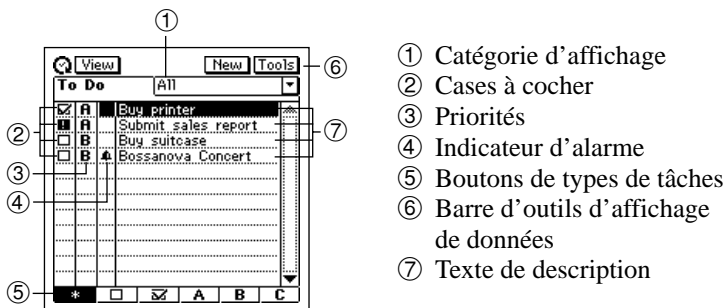 ①
View New Tools
⑥
To Do All
A Buy printer
A Submit sales report
②
⑦
B Buy suitcase
B Bossanova Concert
③
④
⑤
* A B C
① Catégorie d’affichage
② Cases à cocher
③ Priorités
④ Indicateur d’alarme
⑤ Boutons de types de tâches
⑥ Barre d’outils d’affichage
de données
⑦ Texte de description